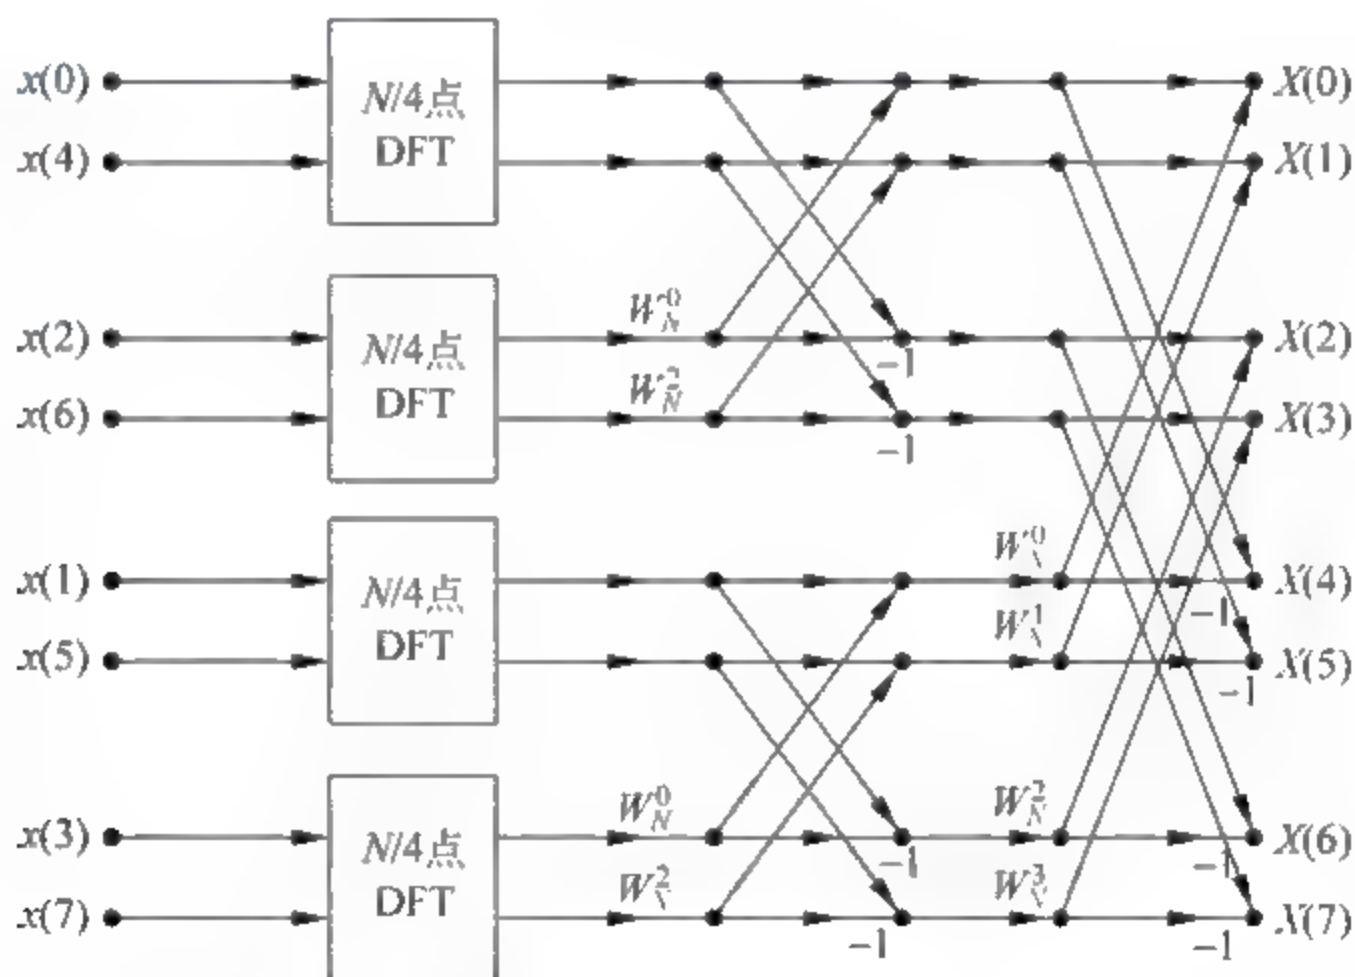 x(0)
N/4点
DFT
X(0)
x(4)
X(1)
x(2)
N/4点
DFT
W_N^0
-1
X(2)
x(6)
W_N^2
-1
X(3)
x(1)
N/4点
DFT
W_N^0
-1
X(4)
x(5)
W_N^1
-1
X(5)
x(3)
N/4点
DFT
W_N^0
-1
W_N^2
-1
X(6)
x(7)
W_N^2
-1
W_N^3
-1
X(7)